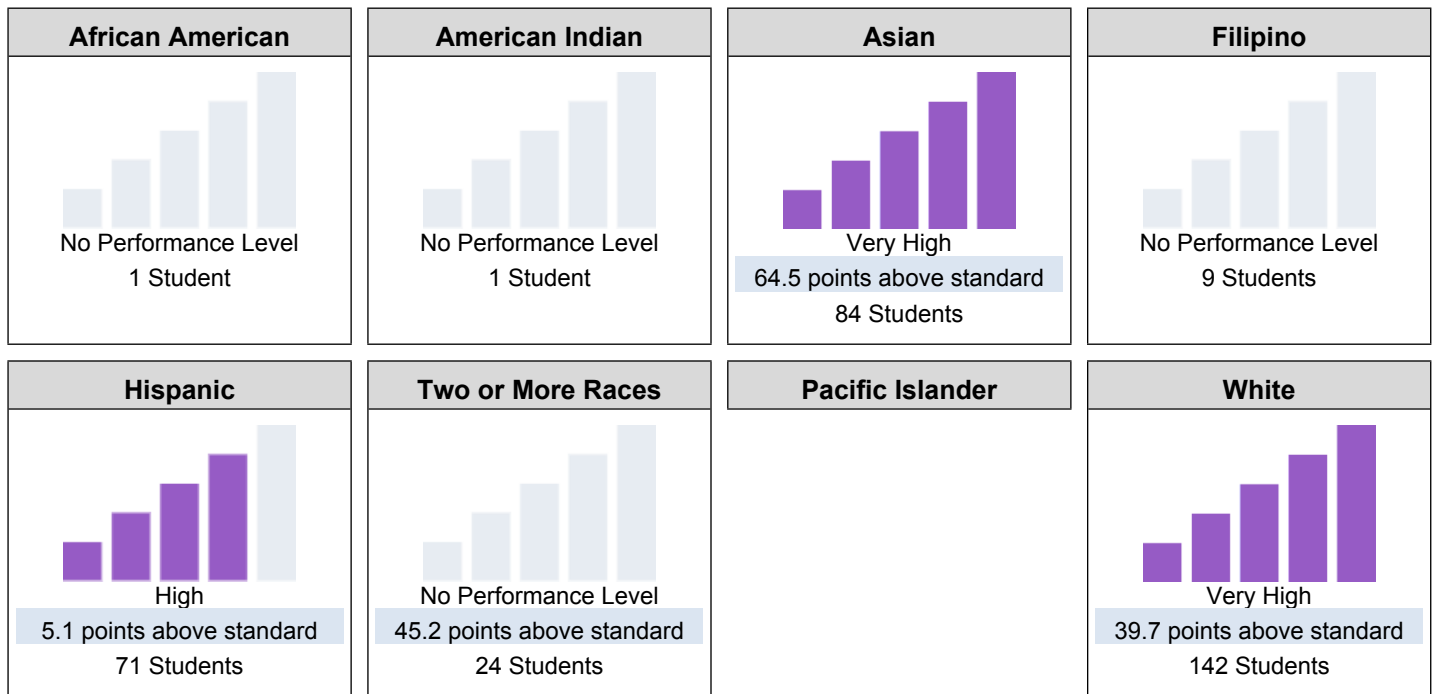 African American
No Performance Level
1 Student
American Indian
No Performance Level
1 Student
Asian
Very High
64.5 points above standard
84 Students
Filipino
No Performance Level
9 Students
Hispanic
High
5.1 points above standard
71 Students
Two or More Races
No Performance Level
45.2 points above standard
24 Students
Pacific Islander
White
Very High
39.7 points above standard
142 Students